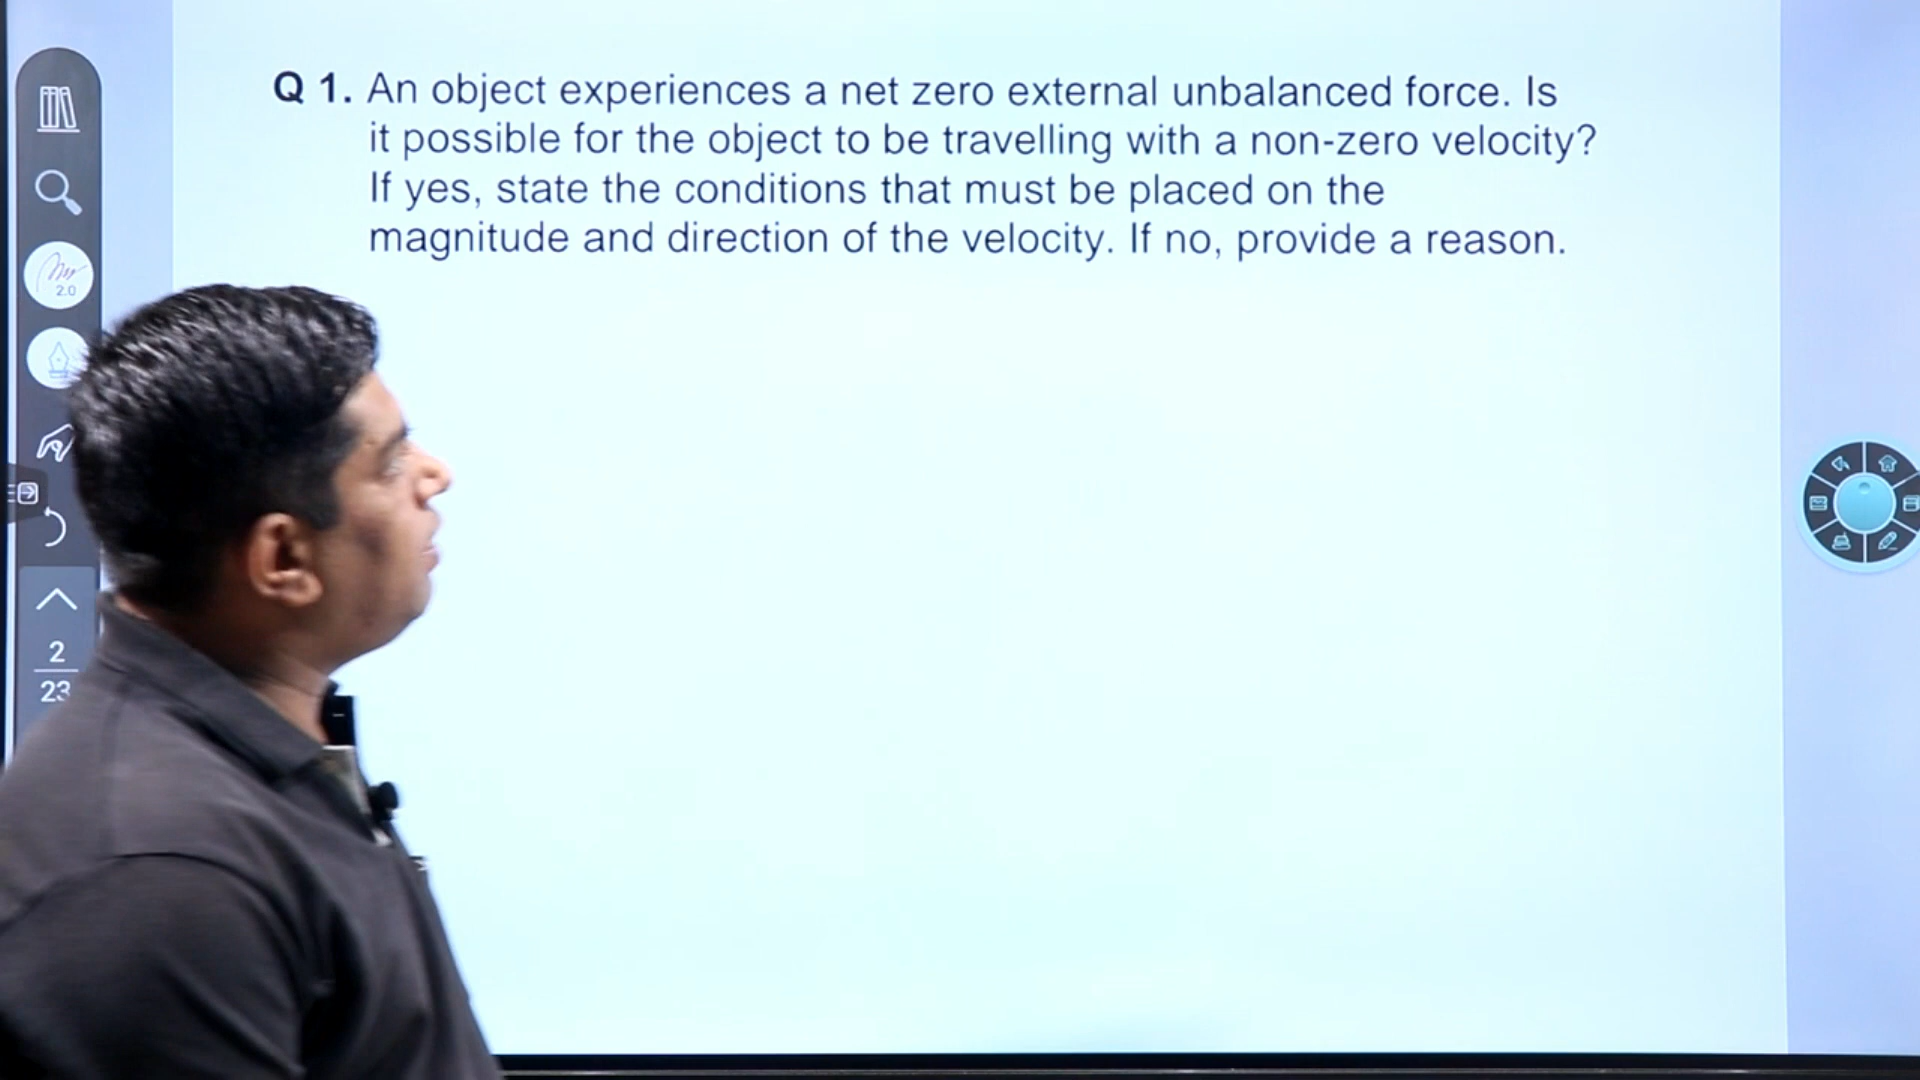 Q 1. An object experiences a net zero external unbalanced force. Is
it possible for the object to be travelling with a non-zero velocity?
If yes, state the conditions that must be placed on the
magnitude and direction of the velocity. If no, provide a reason.
2.0
2
23